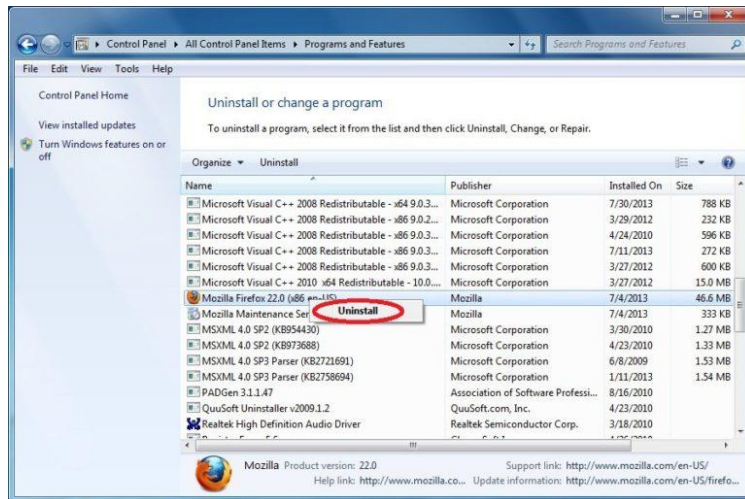 Control Panel ▸ All Control Panel Items ▸ Programs and Features
Search Programs and Features
File Edit View Tools Help
Control Panel Home
View installed updates
Turn Windows features on or
off
Uninstall or change a program
To uninstall a program, select it from the list and then click Uninstall, Change, or Repair.
Organize Uninstall
Name Publisher Installed On Size
Microsoft Visual C++ 2008 Redistributable - x64 9.0.3... Microsoft Corporation 7/30/2013 788 KB
Microsoft Visual C++ 2008 Redistributable - x86 9.0.2... Microsoft Corporation 3/29/2012 232 KB
Microsoft Visual C++ 2008 Redistributable - x86 9.0.3... Microsoft Corporation 4/24/2010 596 KB
Microsoft Visual C++ 2008 Redistributable - x86 9.0.3... Microsoft Corporation 7/11/2013 272 KB
Microsoft Visual C++ 2008 Redistributable - x86 9.0.3... Microsoft Corporation 3/27/2012 600 KB
Microsoft Visual C++ 2010 x64 Redistributable - 10.0.... Microsoft Corporation 3/27/2012 15.0 MB
Mozilla Firefox 22.0 (x86 en-US) Mozilla 7/4/2013 46.6 MB
Mozilla Maintenance Ser Uninstall Mozilla 7/4/2013 333 KB
MSXML 4.0 SP2 (KB954430) Microsoft Corporation 3/30/2010 1.27 MB
MSXML 4.0 SP2 (KB973688) Microsoft Corporation 4/23/2010 1.33 MB
MSXML 4.0 SP3 Parser (KB2721691) Microsoft Corporation 6/8/2009 1.53 MB
MSXML 4.0 SP3 Parser (KB2758694) Microsoft Corporation 1/11/2013 1.54 MB
PADGen 3.1.1.47 Association of Software Professi... 8/16/2010
QuuSoft Uninstaller v2009.1.2 QuuSoft.com, Inc. 4/23/2010
Realtek High Definition Audio Driver Realtek Semiconductor Corp. 3/18/2010
Mozilla Product version: 22.0 Support link: http://www.mozilla.com/en-US/
Help link: http://www.mozilla.co... Update information: http://www.mozilla.com/en-US/firefo...